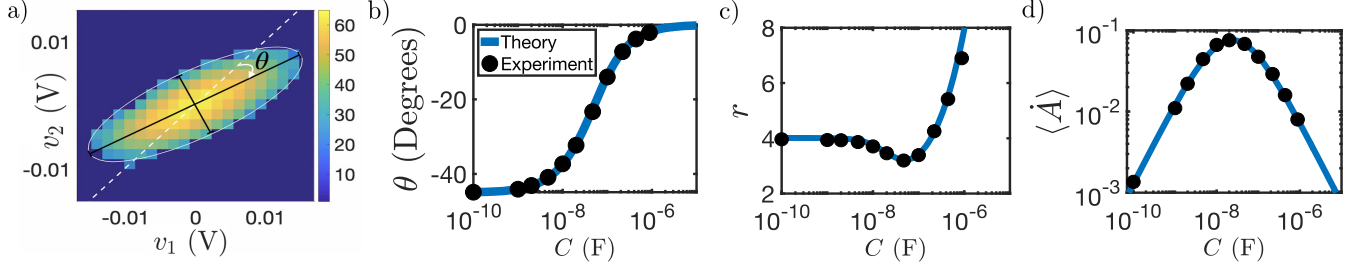 a)
0.01
-0.01
v₂ (V)
-0.01
0
0.01
v₁ (V)
θ
60
50
40
30
20
10
b)
0
-20
-40
θ (Degrees)
Theory
Experiment
10⁻¹⁰
10⁻⁸
10⁻⁶
C (F)
c)
8
6
4
2
r
10⁻¹⁰
10⁻⁸
10⁻⁶
C (F)
d)
10⁻¹
10⁻²
10⁻³
⟨Ȧ⟩
10⁻¹⁰
10⁻⁸
10⁻⁶
C (F)